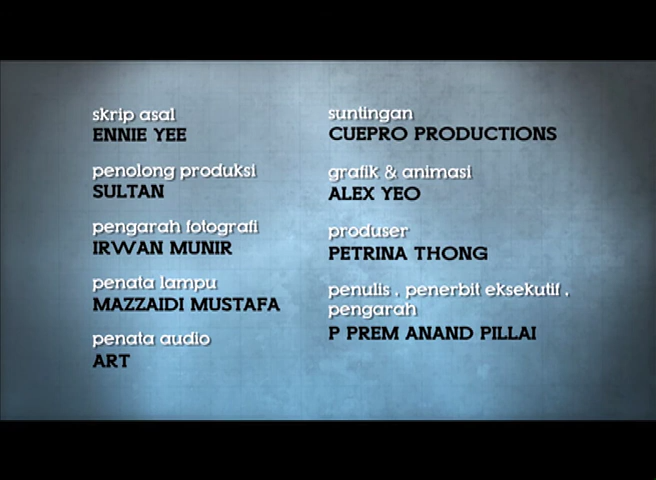 skrip asal
ENNIE YEE
penolong produksi
SULTAN
pengarah fotografi
IRWAN MUNIR
penata lampu
MAZZAIDI MUSTAFA
penata audio
ART
suntingan
CUEPRO PRODUCTIONS
grafik & animasi
ALEX YEO
produser
PETRINA THONG
penulis , penerbit eksekutif ,
pengarah
P PREM ANAND PILLAI